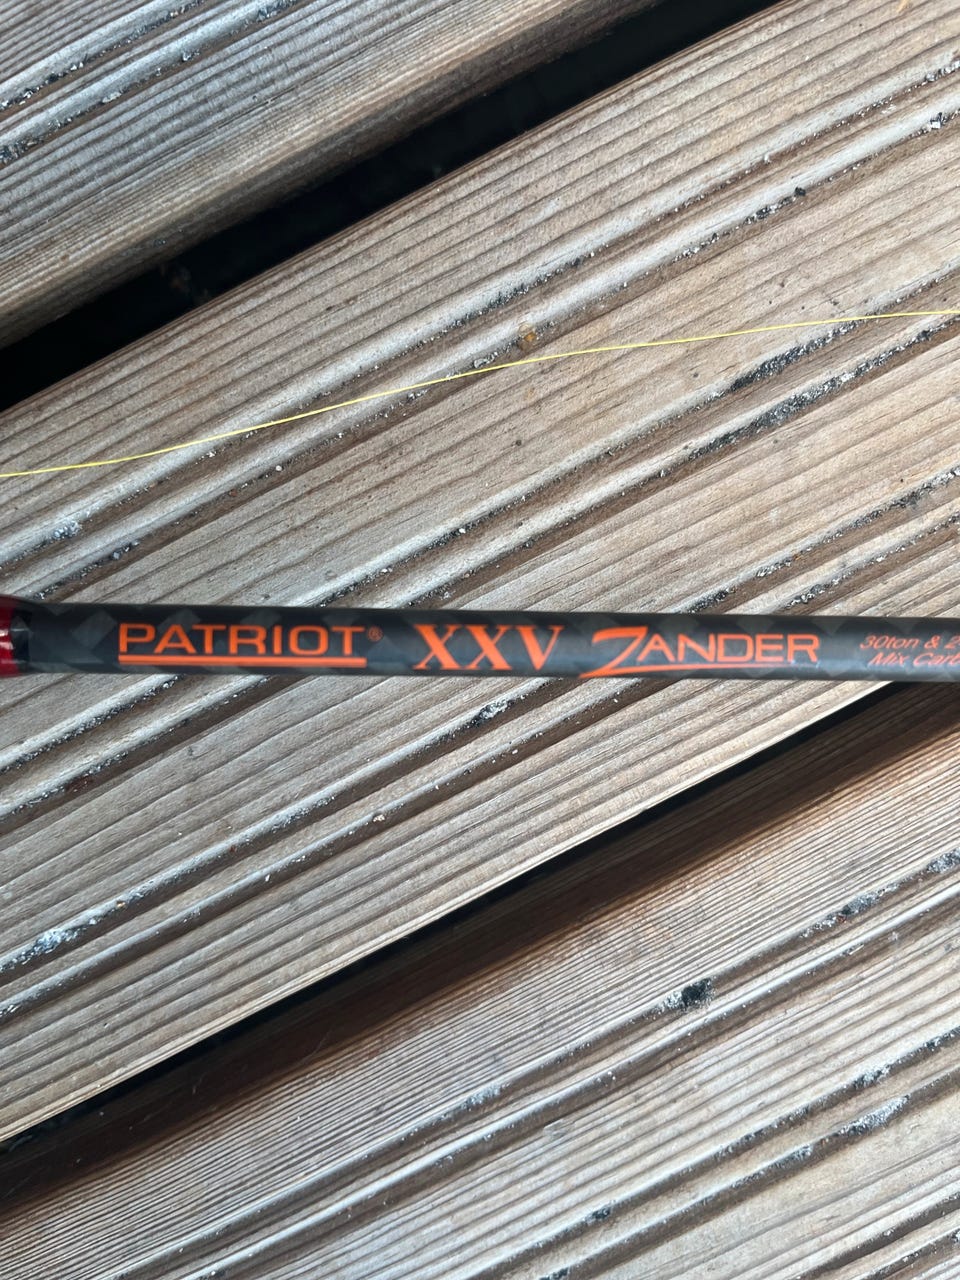 PATRIOT® XXV ZANDER
30ton &
Mix